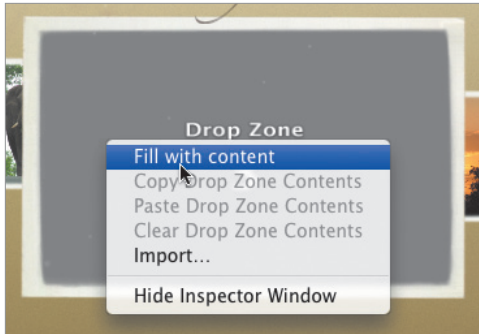 Drop Zone
Fill with content
Copy Drop Zone Contents
Paste Drop Zone Contents
Clear Drop Zone Contents
Import...
Hide Inspector Window